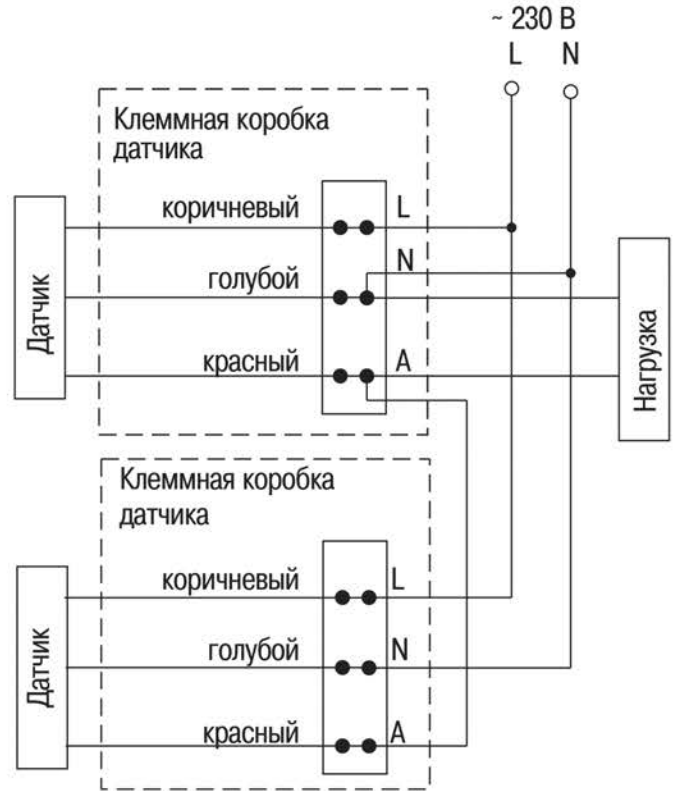 ~ 230 В
L N
Клеммная коробка
датчика
коричневый
L
голубой
N
красный
A
Датчик
Нагрузка
Клеммная коробка
датчика
коричневый
L
голубой
N
красный
A
Датчик